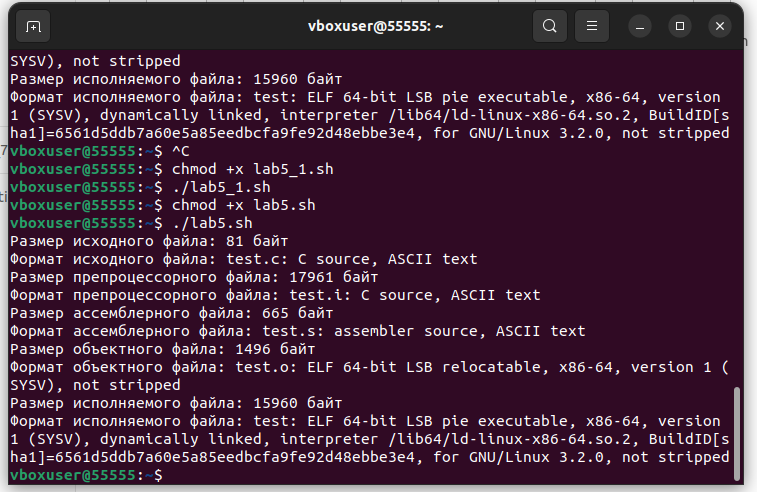 vboxuser@55555: ~
SYSV), not stripped
Размер исполняемого файла: 15960 байт
Формат исполняемого файла: test: ELF 64-bit LSB pie executable, x86-64, version
1 (SYSV), dynamically linked, interpreter /lib64/ld-linux-x86-64.so.2, BuildID[s
ha1]=6561d5ddb7a60e5a85eedbcfa9fe92d48ebbe3e4, for GNU/Linux 3.2.0, not stripped
vboxuser@55555:~$ ^C
vboxuser@55555:~$ chmod +x lab5_1.sh
vboxuser@55555:~$ ./lab5_1.sh
vboxuser@55555:~$ chmod +x lab5.sh
vboxuser@55555:~$ ./lab5.sh
Размер исходного файла: 81 байт
Формат исходного файла: test.c: C source, ASCII text
Размер препроцессорного файла: 17961 байт
Формат препроцессорного файла: test.i: C source, ASCII text
Размер ассемблерного файла: 665 байт
Формат ассемблерного файла: test.s: assembler source, ASCII text
Размер объектного файла: 1496 байт
Формат объектного файла: test.o: ELF 64-bit LSB relocatable, x86-64, version 1 (
SYSV), not stripped
Размер исполняемого файла: 15960 байт
Формат исполняемого файла: test: ELF 64-bit LSB pie executable, x86-64, version
1 (SYSV), dynamically linked, interpreter /lib64/ld-linux-x86-64.so.2, BuildID[s
ha1]=6561d5ddb7a60e5a85eedbcfa9fe92d48ebbe3e4, for GNU/Linux 3.2.0, not stripped
vboxuser@55555:~$